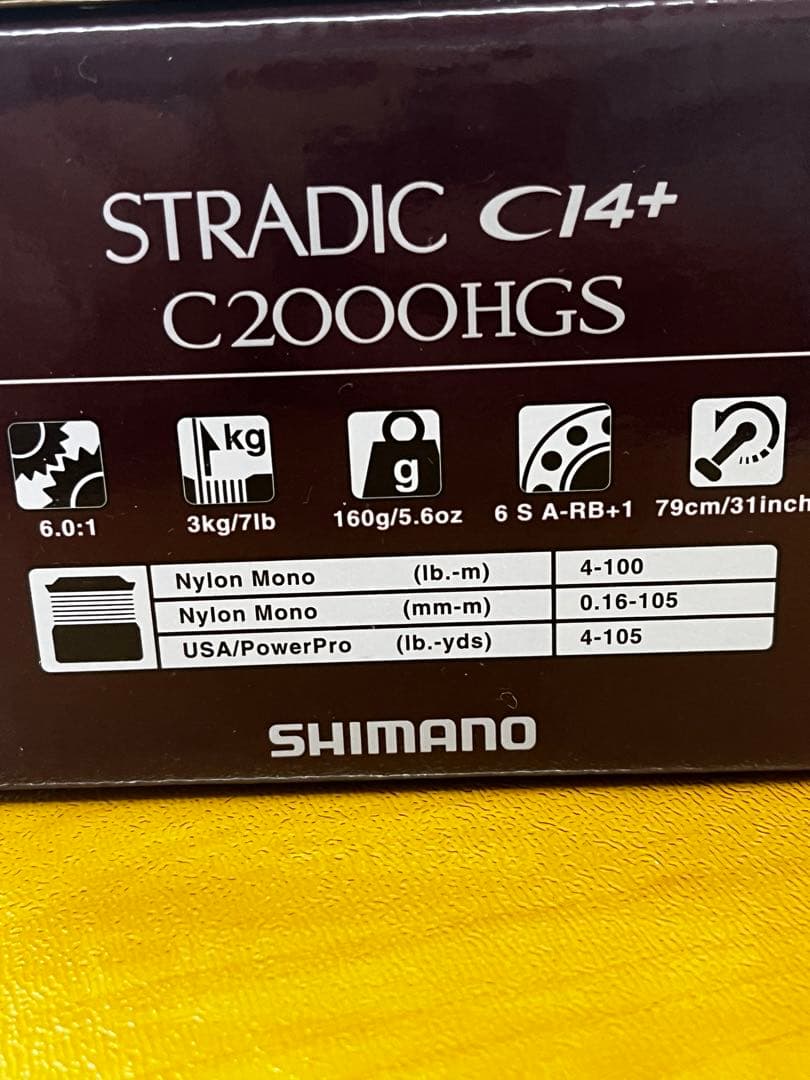 STRADIC CI4+
C2000HGS
kg
g
6.0:1 3kg/7lb 160g/5.6oz 6 S A-RB+1 79cm/31inch
Nylon Mono (lb.-m) 4-100
Nylon Mono (mm-m) 0.16-105
USA/PowerPro (lb.-yds) 4-105
SHIMANO